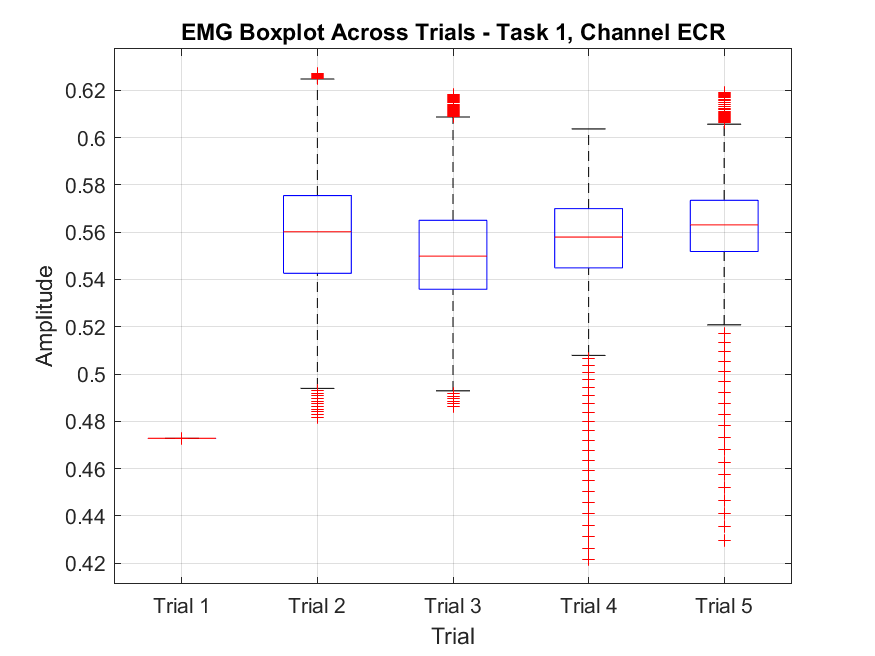 EMG Boxplot Across Trials - Task 1, Channel ECR
0.62
0.6
0.58
0.56
0.54
0.52
0.5
0.48
0.46
0.44
0.42
Amplitude
Trial 1 Trial 2 Trial 3 Trial 4 Trial 5
Trial